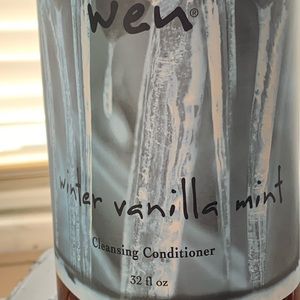 wen®
winter vanilla mint
Cleansing Conditioner
32 fl oz